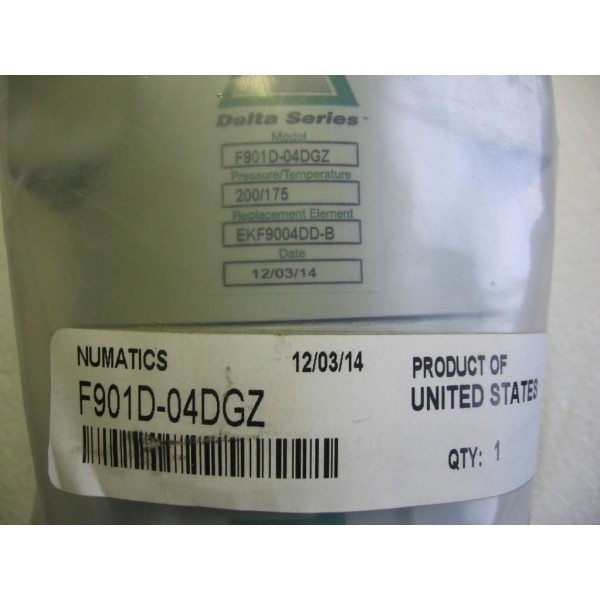 Delta Series™
Model
F901D-04DGZ
Pressure/Temperature
200/175
Replacement Element
EKF9004DD-B
Date
12/03/14
NUMATICS 12/03/14 PRODUCT OF
F901D-04DGZ UNITED STATES
QTY: 1